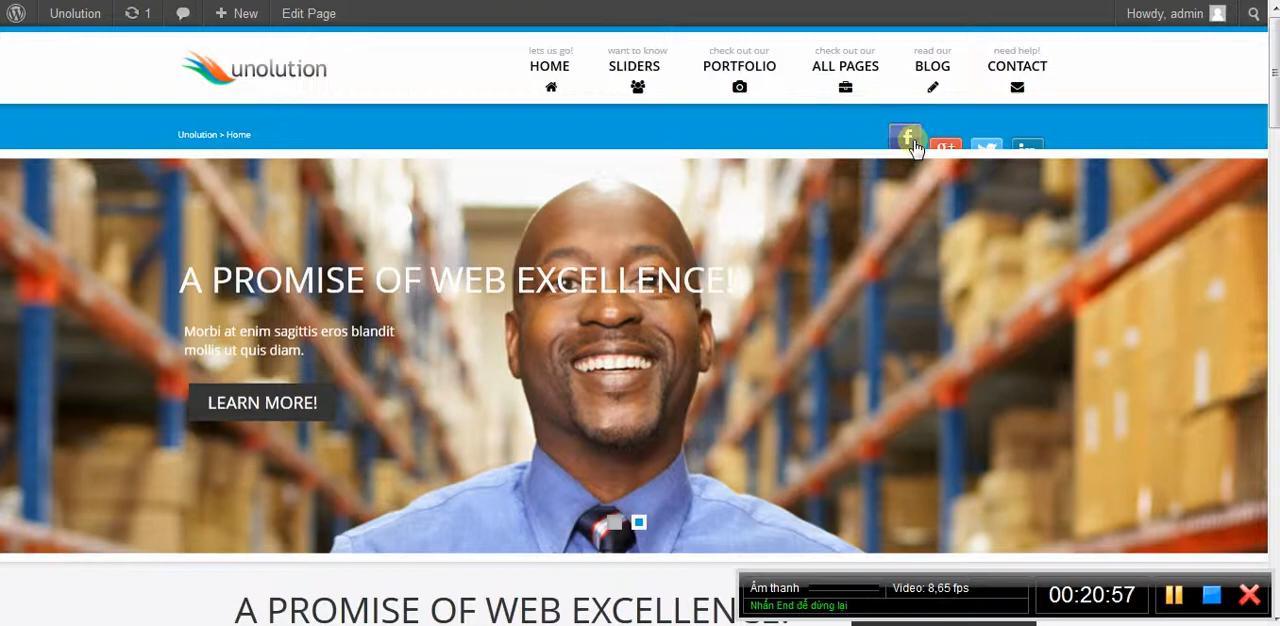 Unolution
1
New
Edit Page
Howdy, admin
unolution
lets us go!
HOME
want to know
SLIDERS
check out our
PORTFOLIO
check out our
ALL PAGES
read our
BLOG
need help!
CONTACT
Unolution > Home
f
g+
in
A PROMISE OF WEB EXCELLENCE!
Morbi at enim sagittis eros blandit
mollis ut quis diam.
LEARN MORE!
A PROMISE OF WEB EXCELLENCE!
Âm thanh
Video: 8,65 fps
Nhấn End để dừng lại
00:20:57